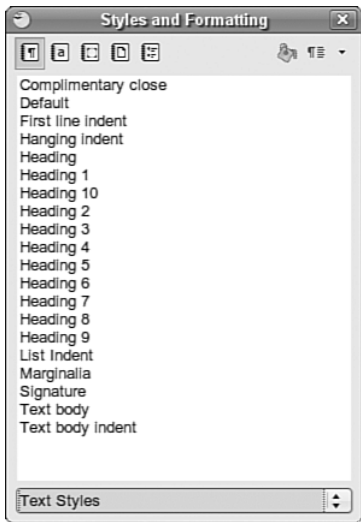 Styles and Formatting
Complimentary close
Default
First line indent
Hanging indent
Heading
Heading 1
Heading 10
Heading 2
Heading 3
Heading 4
Heading 5
Heading 6
Heading 7
Heading 8
Heading 9
List Indent
Marginalia
Signature
Text body
Text body indent
Text Styles